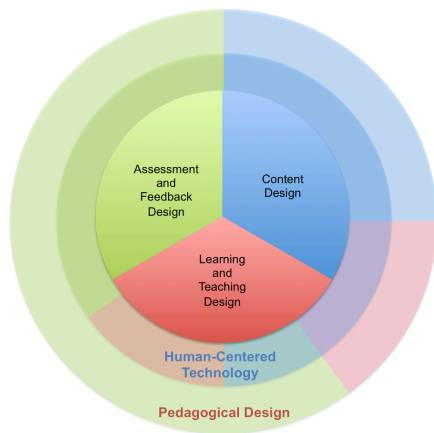 Assessment
and
Feedback
Design
Content
Design
Learning
and
Teaching
Design
Human-Centered
Technology
Pedagogical Design